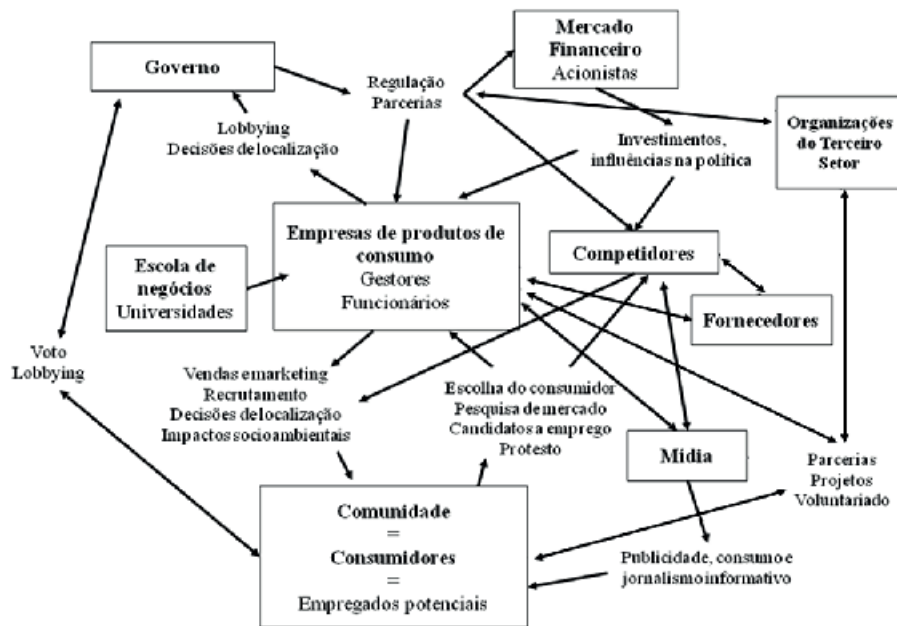 Mercado
Financeiro
Acionistas
Governo
Regulação
Parcerias
Lobbying
Decisões de localização
Investimentos,
influências na política
Organizações
do Terceiro
Setor
Empresas de produtos de
consumo
Gestores
Funcionários
Competidores
Escola de
negócios
Universidades
Fornecedores
Voto
Lobbying
Vendas e marketing
Recrutamento
Decisões de localização
Impactos socioambientais
Escolha do consumidor
Pesquisa de mercado
Candidatos a emprego
Protesto
Mídia
Parcerias
Projetos
Voluntariado
Comunidade
=
Consumidores
=
Empregados potenciais
Publicidade, consumo e
jornalismo informativo